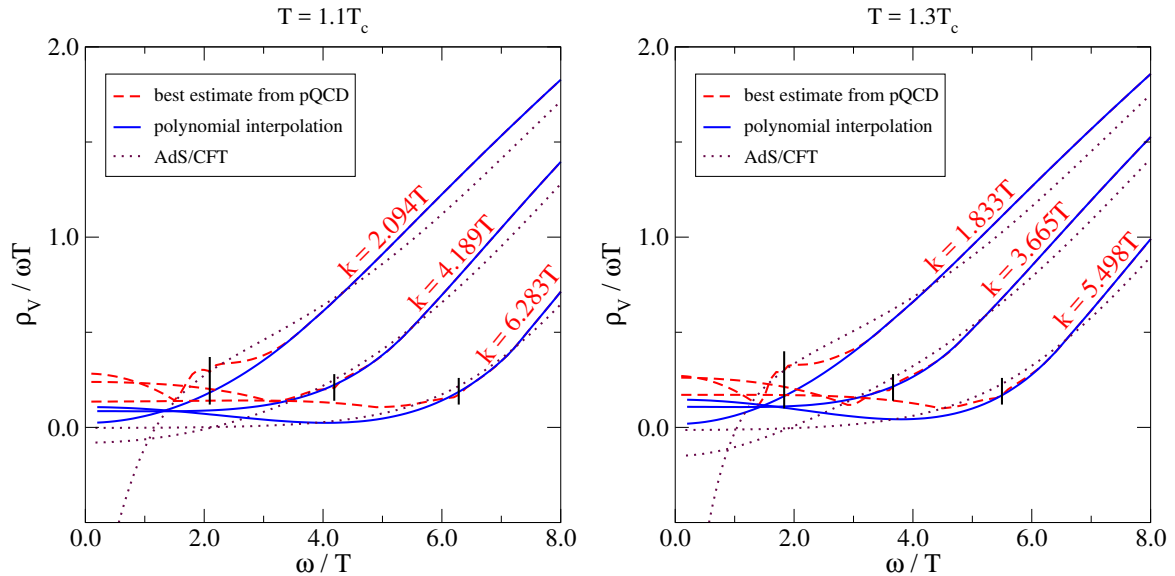 T = 1.1T_c
2.0
1.0
0.0
ρ_V / ωT
best estimate from pQCD
polynomial interpolation
AdS/CFT
k = 2.094T
k = 4.189T
k = 6.283T
0.0 2.0 4.0 6.0 8.0
ω / T
T = 1.3T_c
2.0
1.0
0.0
ρ_V / ωT
best estimate from pQCD
polynomial interpolation
AdS/CFT
k = 1.833T
k = 3.665T
k = 5.498T
0.0 2.0 4.0 6.0 8.0
ω / T